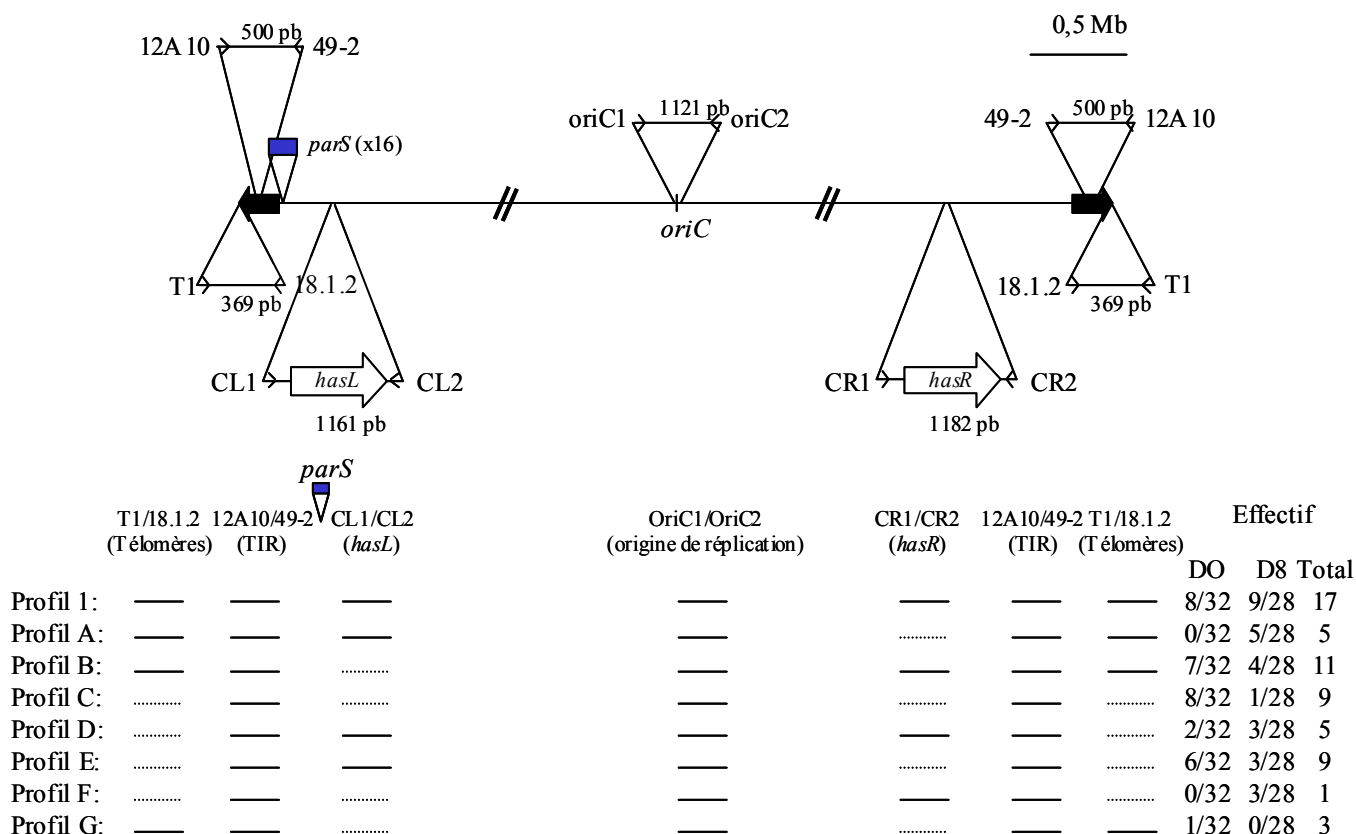 0,5 Mb
12A10 500 pb 49-2
parS (x16)
oriC1 1121 pb oriC2
49-2 500 pb 12A10
oriC
T1 369 pb 18.1.2
18.1.2 369 pb T1
CL1 hasL CL2
1161 pb
CR1 hasR CR2
1182 pb
parS
T1/18.1.2 12A10/49-2 CL1/CL2 OriC1/OriC2 CR1/CR2 12A10/49-2 T1/18.1.2 Effectif
(Télomères) (TIR) (hasL) (origine de réplication) (hasR) (TIR) (Télomères)
DO D8 Total
Profil 1: 8/32 9/28 17
Profil A: 0/32 5/28 5
Profil B: 7/32 4/28 11
Profil C: 8/32 1/28 9
Profil D: 2/32 3/28 5
Profil E: 6/32 3/28 9
Profil F: 0/32 3/28 1
Profil G: 1/32 0/28 3